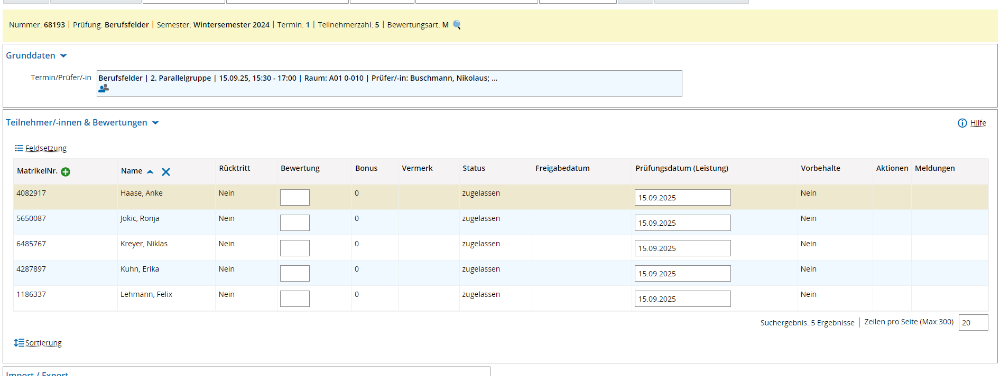 Nummer: 68193 | Prüfung: Berufsfelder | Semester: Wintersemester 2024 | Termin: 1 | Teilnehmerzahl: 5 | Bewertungsart: M
Grunddaten
Termin/Prüfer/-in Berufsfelder | 2. Parallelgruppe | 15.09.25, 15:30 - 17:00 | Raum: A01 0-010 | Prüfer/-in: Buschmann, Nikolaus; ...
Teilnehmer/-innen & Bewertungen Hilfe
Feldsetzung
MatrikelNr. Name Rücktritt Bewertung Bonus Vermerk Status Freigabedatum Prüfungsdatum (Leistung) Vorbehalte Aktionen Meldungen
4082917 Haase, Anke Nein 0 zugelassen 15.09.2025 Nein
5650087 Jokic, Ronja Nein 0 zugelassen 15.09.2025 Nein
6485767 Kreyer, Niklas Nein 0 zugelassen 15.09.2025 Nein
4287897 Kuhn, Erika Nein 0 zugelassen 15.09.2025 Nein
1186337 Lehmann, Felix Nein 0 zugelassen 15.09.2025 Nein
Suchergebnis: 5 Ergebnisse | Zeilen pro Seite (Max:300) 20
Sortierung
Import / Export